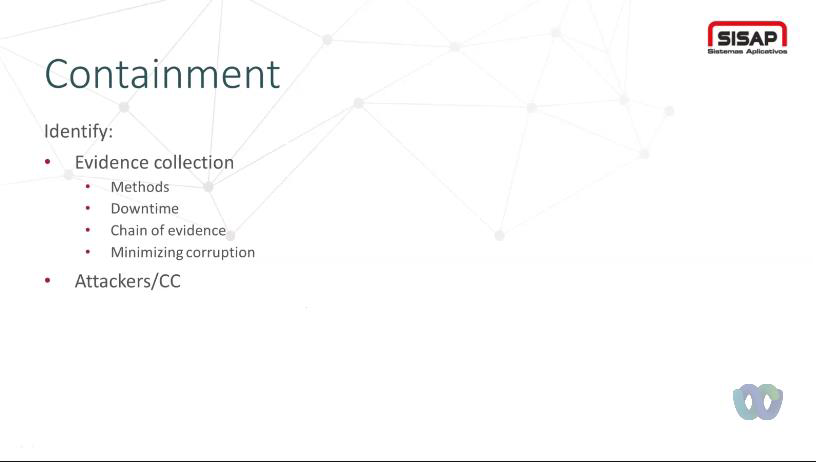 SISAP
Sistemas Aplicativos
Containment
Identify:
• Evidence collection
• Methods
• Downtime
• Chain of evidence
• Minimizing corruption
• Attackers/CC